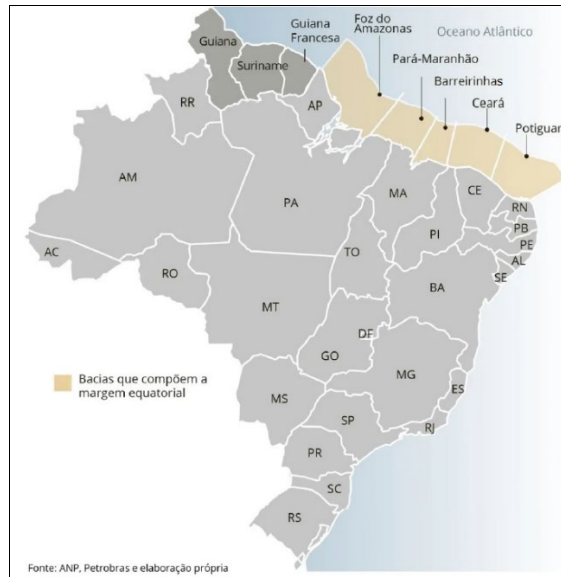 Foz do
Amazonas
Oceano Atlântico
Guiana
Francesa
Guiana
Suriname
Pará-Maranhão
Barreirinhas
Ceará
Potiguar
RR
AP
AM
PA
MA
CE
RN
PB
PE
AL
SE
PI
AC
RO
TO
BA
MT
DF
GO
MG
ES
MS
SP
RJ
PR
SC
RS
Bacias que compõem a
margem equatorial
Fonte: ANP, Petrobras e elaboração própria